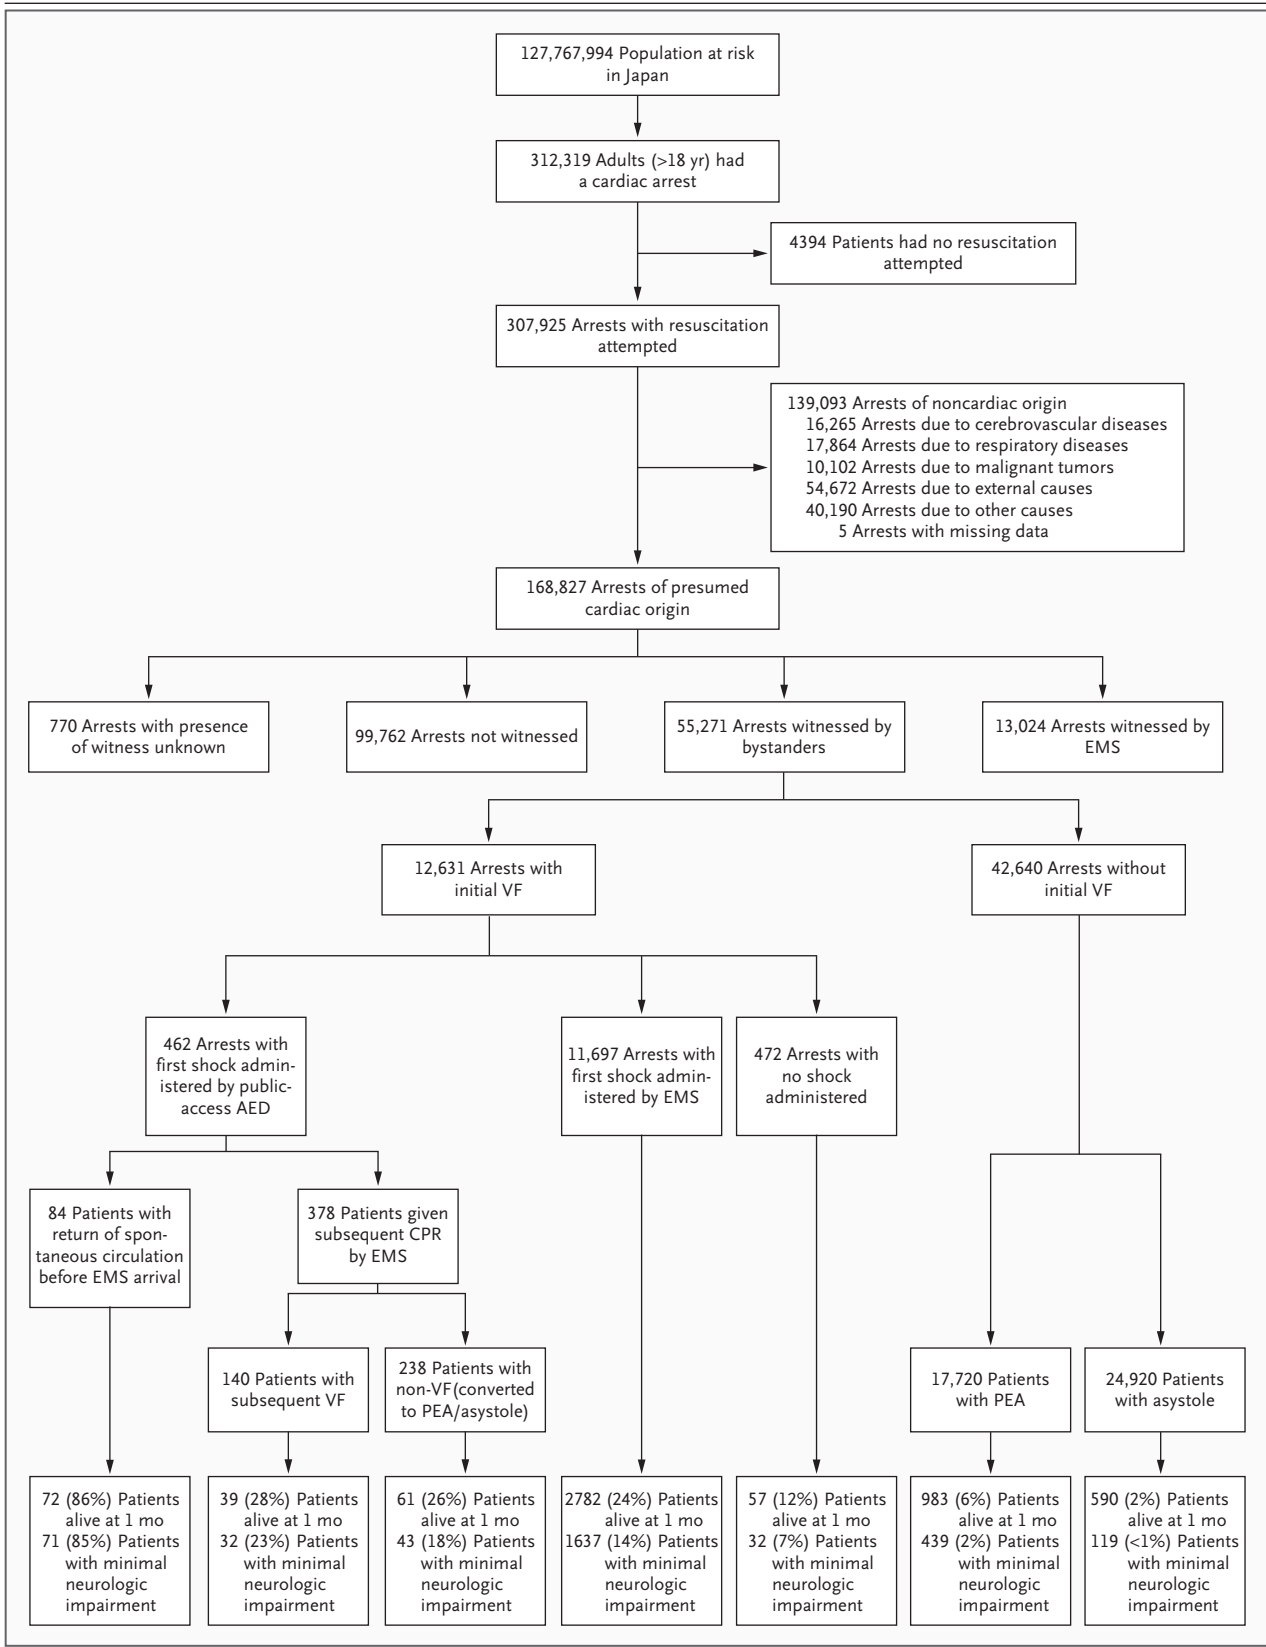 127,767,994 Population at risk
in Japan
312,319 Adults (>18 yr) had
a cardiac arrest
4394 Patients had no resuscitation
attempted
307,925 Arrests with resuscitation
attempted
139,093 Arrests of noncardiac origin
16,265 Arrests due to cerebrovascular diseases
17,864 Arrests due to respiratory diseases
10,102 Arrests due to malignant tumors
54,672 Arrests due to external causes
40,190 Arrests due to other causes
5 Arrests with missing data
168,827 Arrests of presumed
cardiac origin
770 Arrests with presence
of witness unknown
99,762 Arrests not witnessed
55,271 Arrests witnessed by
bystanders
13,024 Arrests witnessed by
EMS
12,631 Arrests with
initial VF
42,640 Arrests without
initial VF
462 Arrests with
first shock admin-
istered by public-
access AED
11,697 Arrests with
first shock admin-
istered by EMS
472 Arrests with
no shock
administered
84 Patients with
return of spon-
taneous circulation
before EMS arrival
378 Patients given
subsequent CPR
by EMS
140 Patients with
subsequent VF
238 Patients with
non-VF(converted
to PEA/asystole)
17,720 Patients
with PEA
24,920 Patients
with asystole
72 (86%) Patients
alive at 1 mo
71 (85%) Patients
with minimal
neurologic
impairment
39 (28%) Patients
alive at 1 mo
32 (23%) Patients
with minimal
neurologic
impairment
61 (26%) Patients
alive at 1 mo
43 (18%) Patients
with minimal
neurologic
impairment
2782 (24%) Patients
alive at 1 mo
1637 (14%) Patients
with minimal
neurologic
impairment
57 (12%) Patients
alive at 1 mo
32 (7%) Patients
with minimal
neurologic
impairment
983 (6%) Patients
alive at 1 mo
439 (2%) Patients
with minimal
neurologic
impairment
590 (2%) Patients
alive at 1 mo
119 (<1%) Patients
with minimal
neurologic
impairment